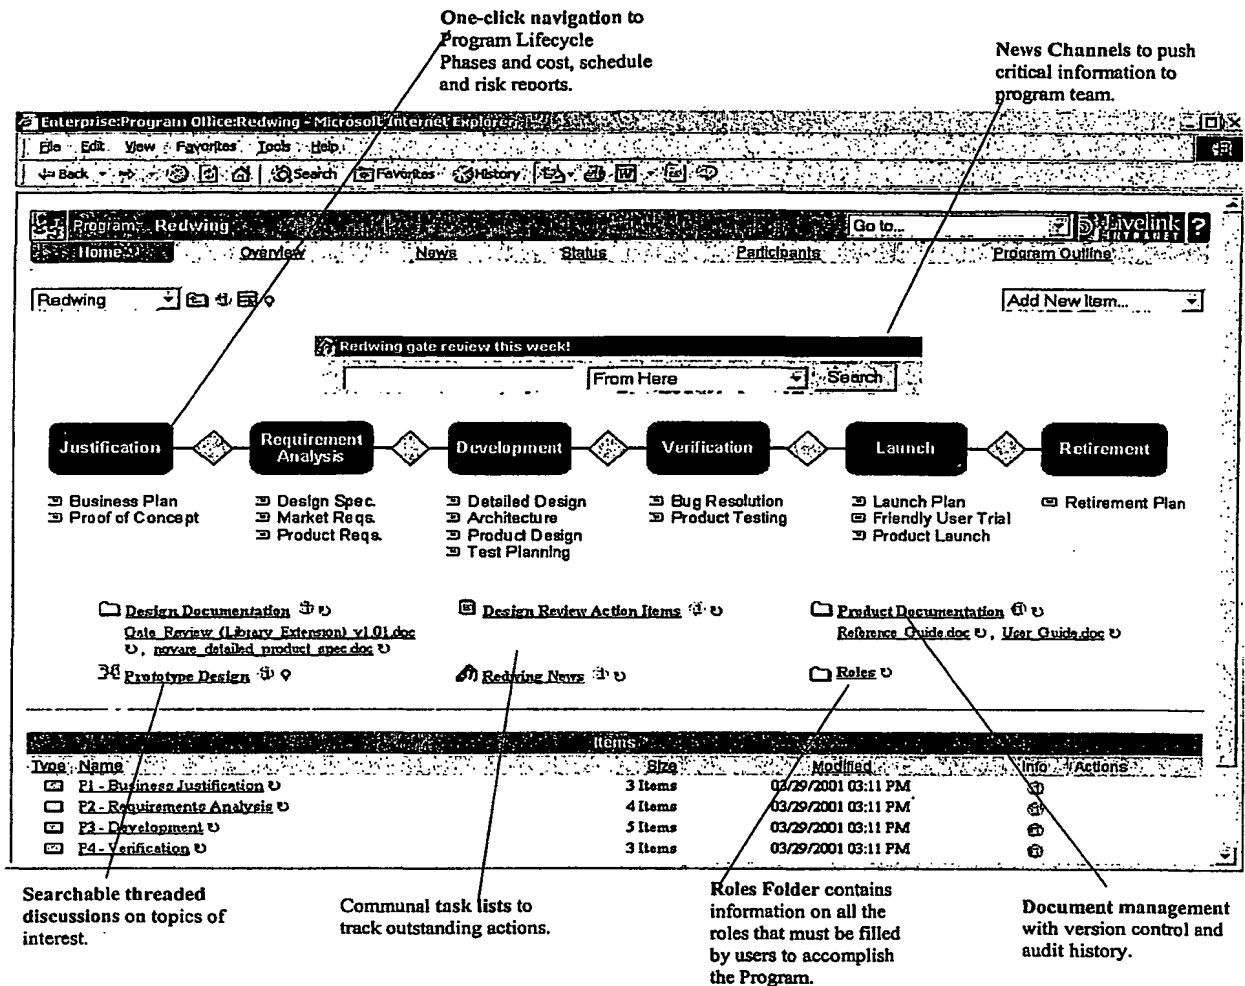 One-click navigation to
Program Lifecycle
Phases and cost, schedule
and risk reports.
News Channels to push
critical information to
program team.
Enterprise:Program Office:Redwing - Microsoft Internet Explorer
File Edit View Favorites Tools Help
Back Search Favorites History
Program: Redwing Go to... Livelink INTRANET ?
Home Overview News Status Participants Program Outline
Redwing Add New Item...
Redwing gate review this week!
From Here Search
Justification Requirement Analysis Development Verification Launch Retirement
Business Plan Design Spec. Detailed Design Bug Resolution Launch Plan Retirement Plan
Proof of Concept Market Reqs. Architecture Product Testing Friendly User Trial
Product Reqs. Product Design Product Launch
Test Planning
Design Documentation Design Review Action Items Product Documentation
Gate Review (Library Extension) v1.01.doc Reference Guide.doc , User Guide.doc
, novare_detailed_product_spec.doc
Prototype Design Redwing News Roles
Items
Type Name Size Modified Info Actions
P1 - Business Justification 3 Items 03/29/2001 03:11 PM
P2 - Requirements Analysis 4 Items 03/29/2001 03:11 PM
P3 - Development 5 Items 03/29/2001 03:11 PM
P4 - Verification 3 Items 03/29/2001 03:11 PM
Searchable threaded
discussions on topics of
interest.
Communal task lists to
track outstanding actions.
Roles Folder contains
information on all the
roles that must be filled
by users to accomplish
the Program.
Document management
with version control and
audit history.